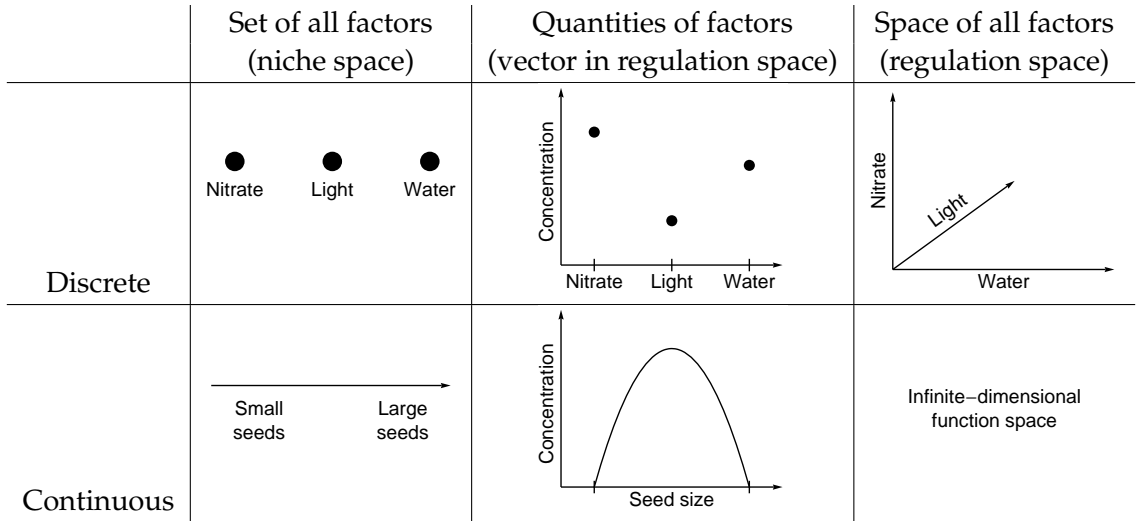 Set of all factors
(niche space)
Quantities of factors
(vector in regulation space)
Space of all factors
(regulation space)
Discrete
Nitrate
Light
Water
Concentration
Nitrate
Light
Water
Nitrate
Light
Water
Continuous
Small
seeds
Large
seeds
Concentration
Seed size
Infinite−dimensional
function space